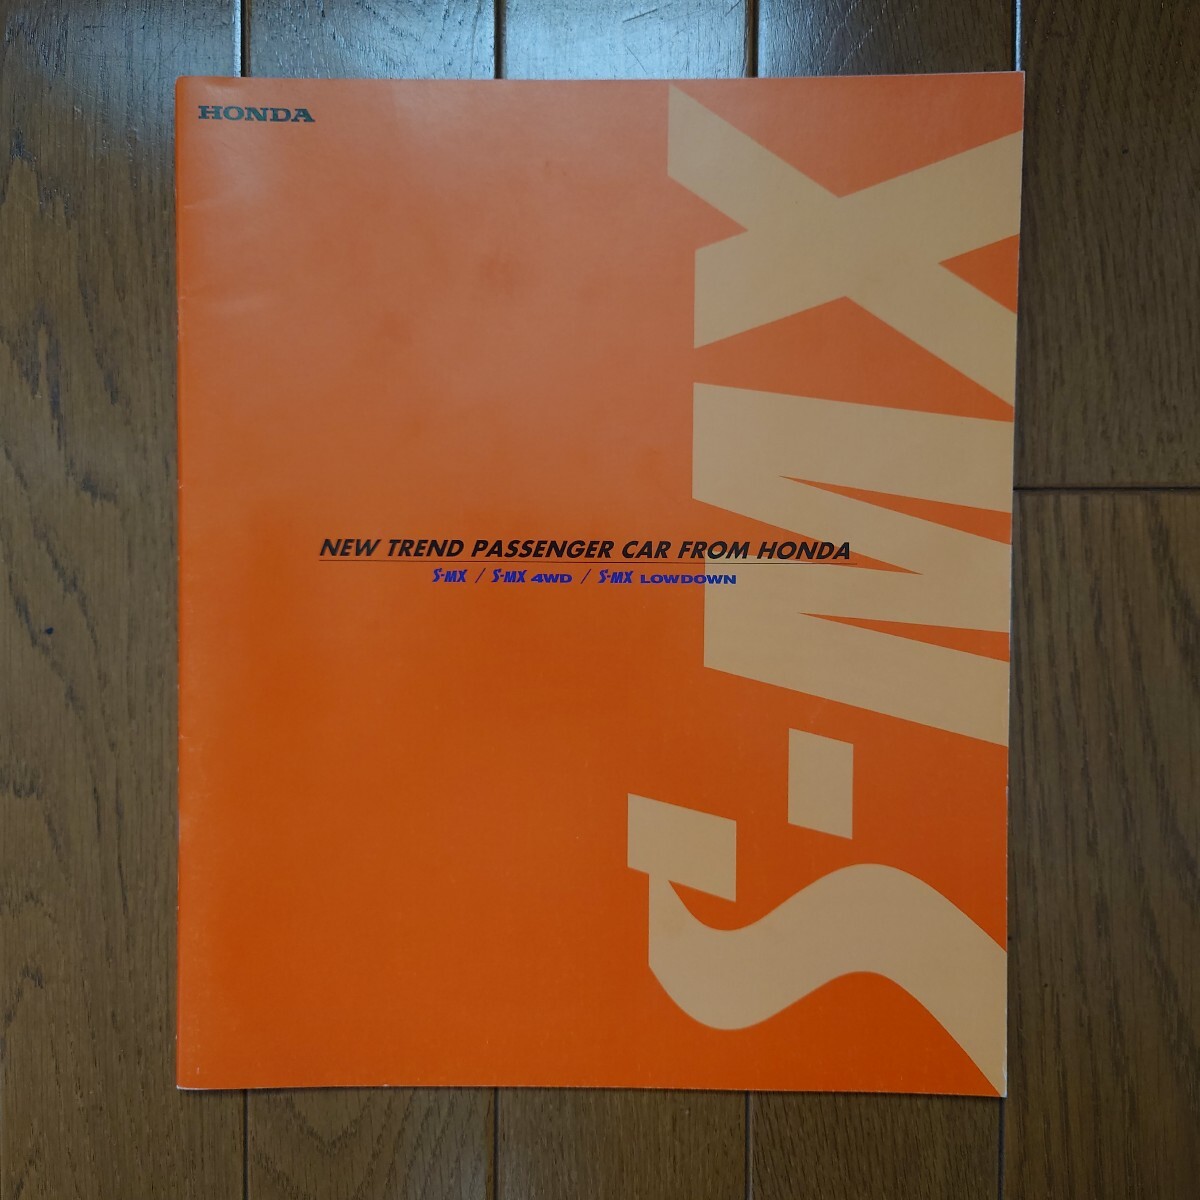 HONDA
NEW TREND PASSENGER CAR FROM HONDA
S-MX / S-MX 4WD / S-MX LOWDOWN
S-MX